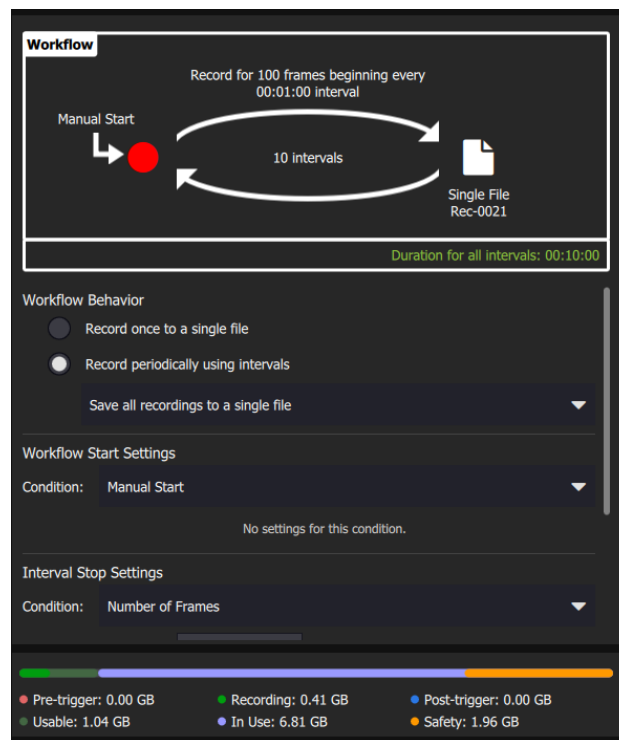 Workflow
Record for 100 frames beginning every
00:01:00 interval
Manual Start
10 intervals
Single File
Rec-0021
Duration for all intervals: 00:10:00
Workflow Behavior
Record once to a single file
Record periodically using intervals
Save all recordings to a single file
Workflow Start Settings
Condition: Manual Start
No settings for this condition.
Interval Stop Settings
Condition: Number of Frames
Pre-trigger: 0.00 GB Recording: 0.41 GB Post-trigger: 0.00 GB
Usable: 1.04 GB In Use: 6.81 GB Safety: 1.96 GB